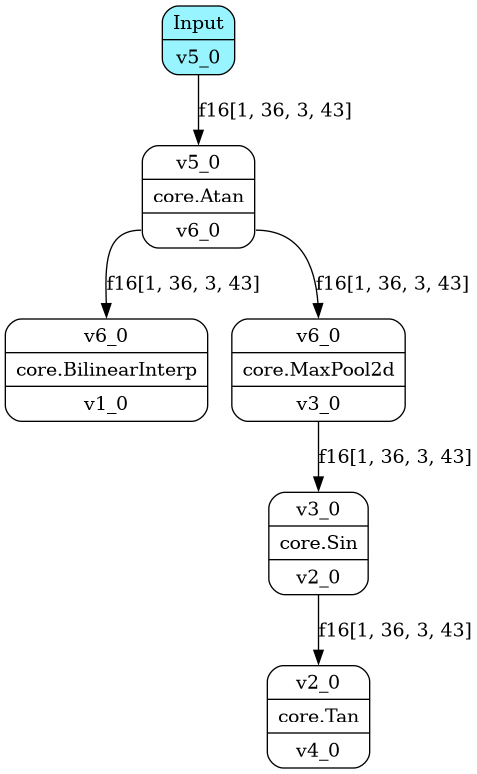 Input
v5_0
f16[1, 36, 3, 43]
v5_0
core.Atan
v6_0
f16[1, 36, 3, 43]
f16[1, 36, 3, 43]
v6_0
core.BilinearInterp
v1_0
v6_0
core.MaxPool2d
v3_0
f16[1, 36, 3, 43]
v3_0
core.Sin
v2_0
f16[1, 36, 3, 43]
v2_0
core.Tan
v4_0